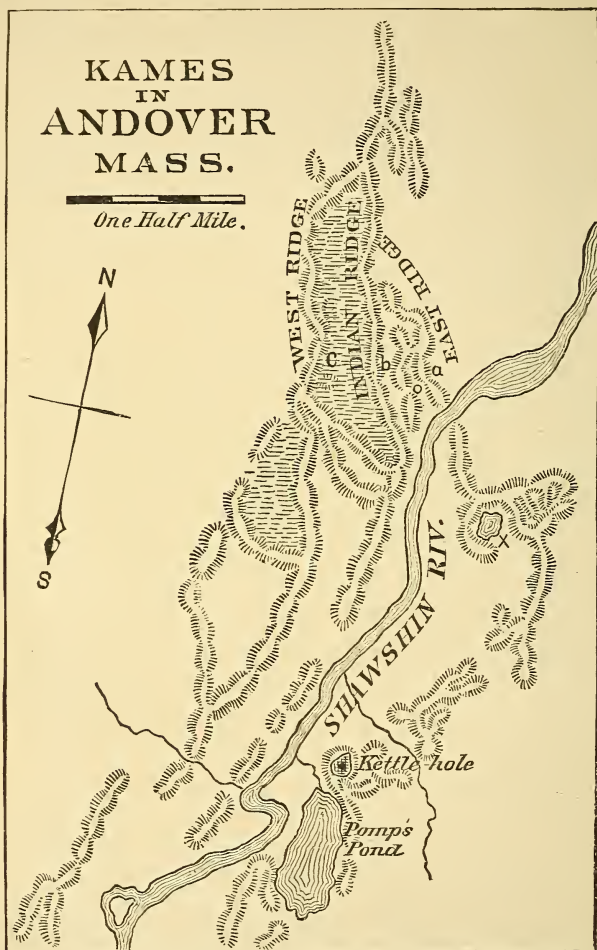 KAMES
IN
ANDOVER
MASS.
One Half Mile.
N
S
WEST RIDGE
INDIAN RIDGE
EAST RIDGE
C
b
a
o
x
SHAWSHIN RIV.
Kettle-hole
Pomp's
Pond